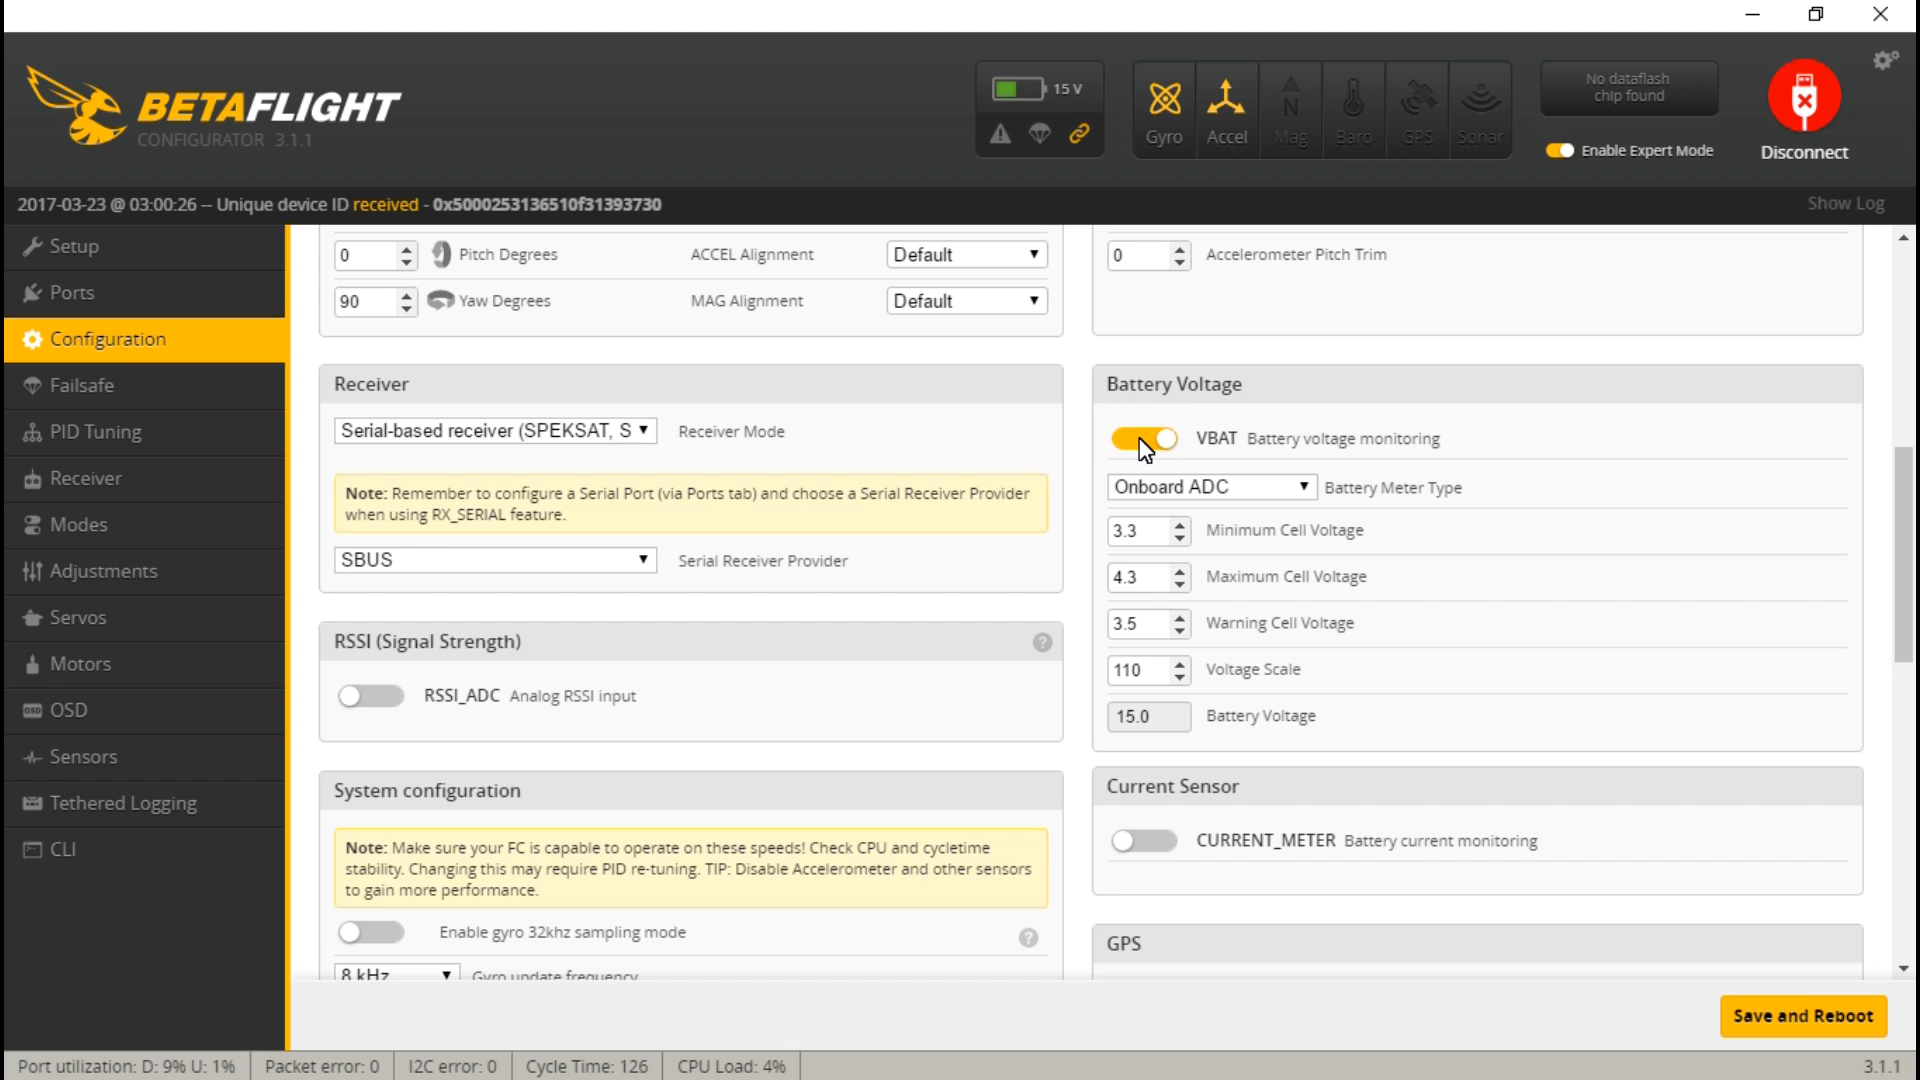 BETAFLIGHT
CONFIGURATOR 3.1.1
15 V
Gyro
Accel
Mag
Baro
GPS
Sonar
No dataflash
chip found
Enable Expert Mode
Disconnect
2017-03-23 @ 03:00:26 -- Unique device ID received - 0x5000253136510f31393730
Show Log
Setup
Ports
Configuration
Failsafe
PID Tuning
Receiver
Modes
Adjustments
Servos
Motors
OSD
Sensors
Tethered Logging
CLI
0 Pitch Degrees ACCEL Alignment Default
90 Yaw Degrees MAG Alignment Default
0 Accelerometer Pitch Trim
Receiver
Serial-based receiver (SPEKSAT, S Receiver Mode
Note: Remember to configure a Serial Port (via Ports tab) and choose a Serial Receiver Provider
when using RX_SERIAL feature.
SBUS Serial Receiver Provider
RSSI (Signal Strength) ?
RSSI_ADC Analog RSSI input
System configuration
Note: Make sure your FC is capable to operate on these speeds! Check CPU and cycletime
stability. Changing this may require PID re-tuning. TIP: Disable Accelerometer and other sensors
to gain more performance.
Enable gyro 32khz sampling mode ?
8 kHz Gyro update frequency
Battery Voltage
VBAT Battery voltage monitoring
Onboard ADC Battery Meter Type
3.3 Minimum Cell Voltage
4.3 Maximum Cell Voltage
3.5 Warning Cell Voltage
110 Voltage Scale
15.0 Battery Voltage
Current Sensor
CURRENT_METER Battery current monitoring
GPS
Save and Reboot
Port utilization: D: 9% U: 1% Packet error: 0 I2C error: 0 Cycle Time: 126 CPU Load: 4% 3.1.1